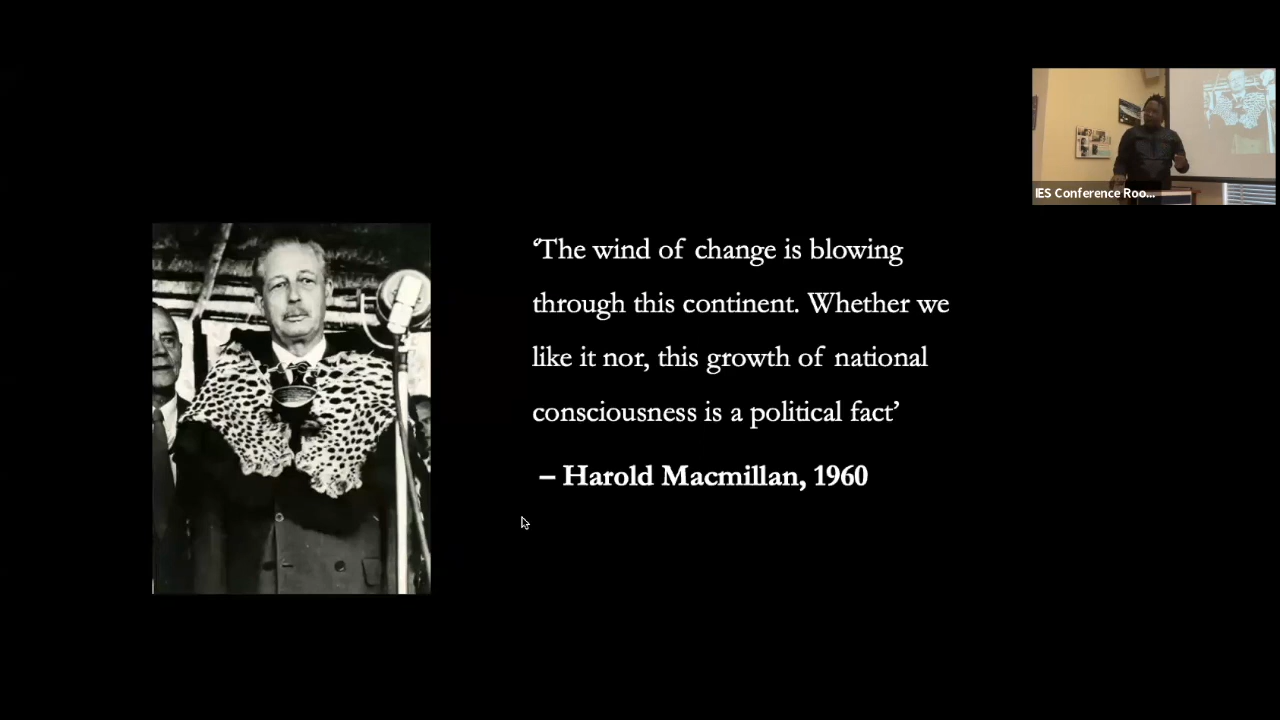 IES Conference Roo...
‘The wind of change is blowing
through this continent. Whether we
like it nor, this growth of national
consciousness is a political fact’
– Harold Macmillan, 1960